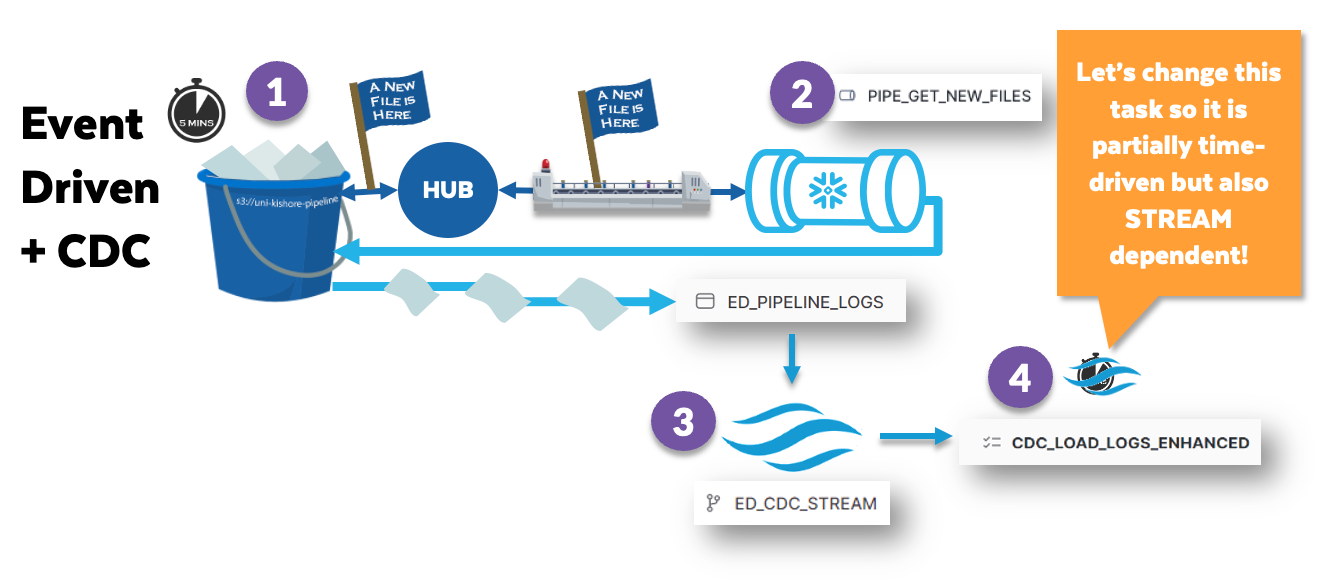 Event
Driven
+ CDC
5 MINS
1
A NEW
FILE IS
HERE
s3://uni-kishore-pipeline
HUB
A NEW
FILE IS
HERE
2
PIPE_GET_NEW_FILES
Let's change this
task so it is
partially time-
driven but also
STREAM
dependent!
ED_PIPELINE_LOGS
3
ED_CDC_STREAM
4
CDC_LOAD_LOGS_ENHANCED